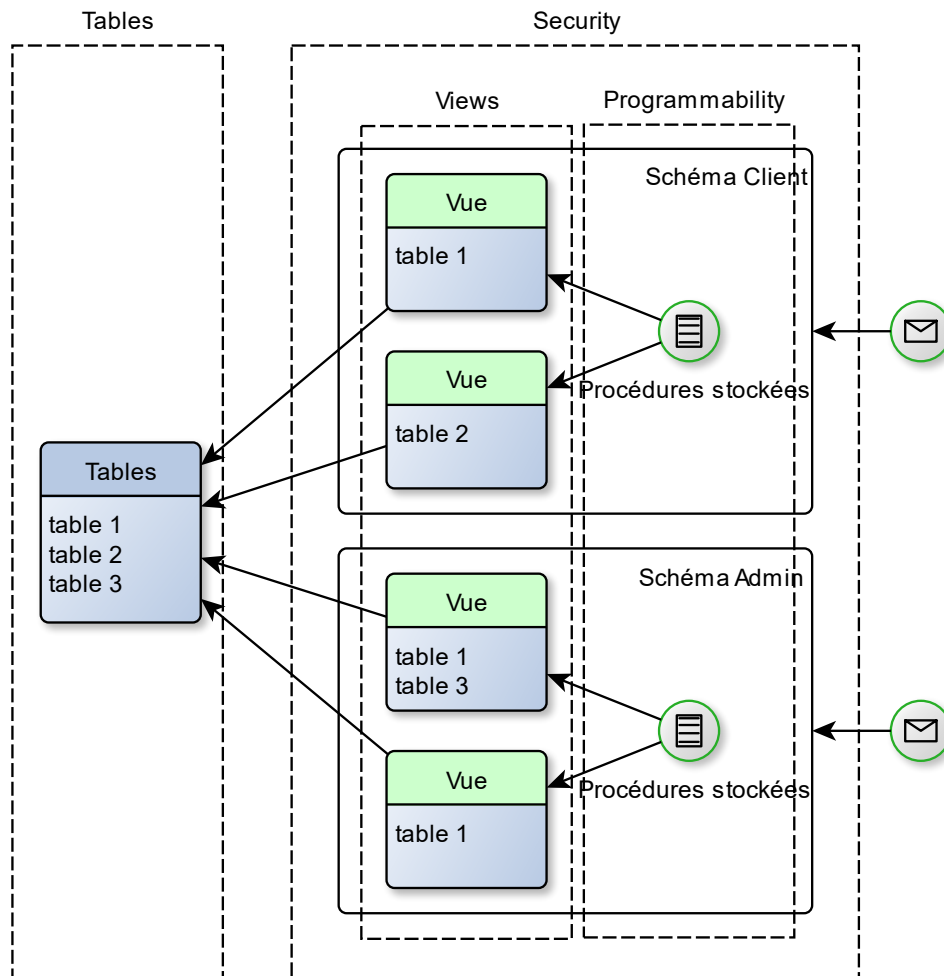 Tables
Security
Views
Programmability
Schéma Client
Vue
table 1
Vue
table 2
Procédures stockées
Tables
table 1
table 2
table 3
Schéma Admin
Vue
table 1
table 3
Vue
table 1
Procédures stockées